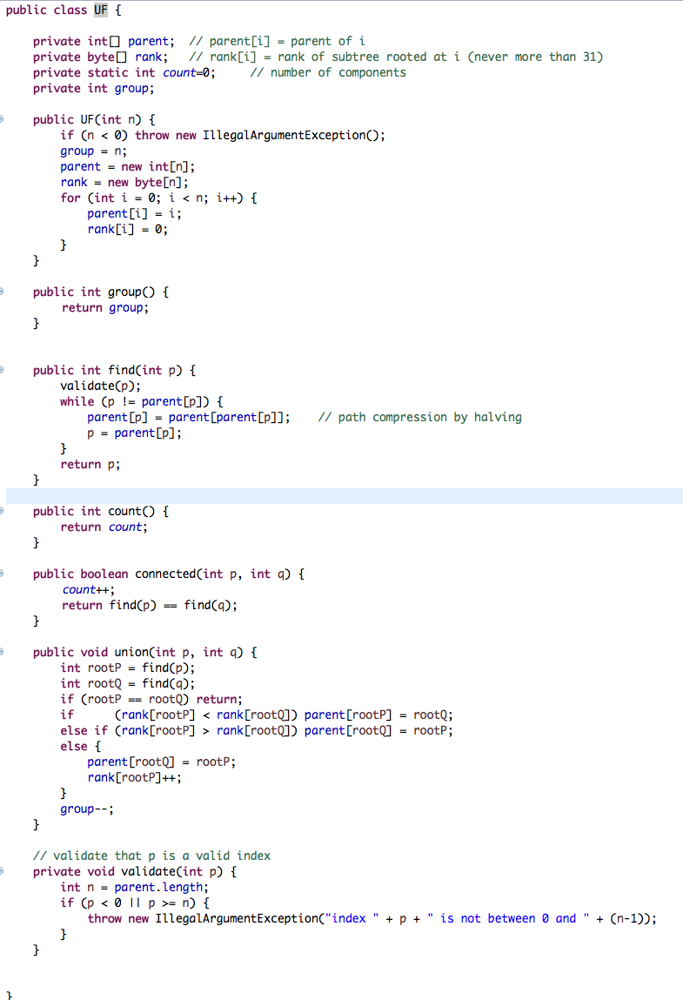 public class UF {
private int[] parent;  // parent[i] = parent of i
private byte[] rank;   // rank[i] = rank of subtree rooted at i (never more than 31)
private static int count=0;     // number of components
private int group;
public UF(int n) {
if (n < 0) throw new IllegalArgumentException();
group = n;
parent = new int[n];
rank = new byte[n];
for (int i = 0; i < n; i++) {
parent[i] = i;
rank[i] = 0;
}
}
public int group() {
return group;
}
public int find(int p) {
validate(p);
while (p != parent[p]) {
parent[p] = parent[parent[p]];    // path compression by halving
p = parent[p];
}
return p;
}
public int count() {
return count;
}
public boolean connected(int p, int q) {
count++;
return find(p) == find(q);
}
public void union(int p, int q) {
int rootP = find(p);
int rootQ = find(q);
if (rootP == rootQ) return;
if      (rank[rootP] < rank[rootQ]) parent[rootP] = rootQ;
else if (rank[rootP] > rank[rootQ]) parent[rootQ] = rootP;
else {
parent[rootQ] = rootP;
rank[rootP]++;
}
group--;
}
// validate that p is a valid index
private void validate(int p) {
int n = parent.length;
if (p < 0 || p >= n) {
throw new IllegalArgumentException("index " + p + " is not between 0 and " + (n-1));
}
}
}